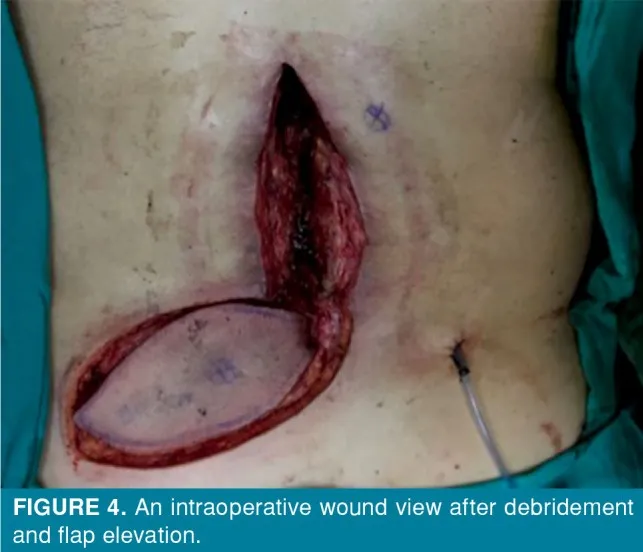 FIGURE 4. An intraoperative wound view after debridement
and flap elevation.